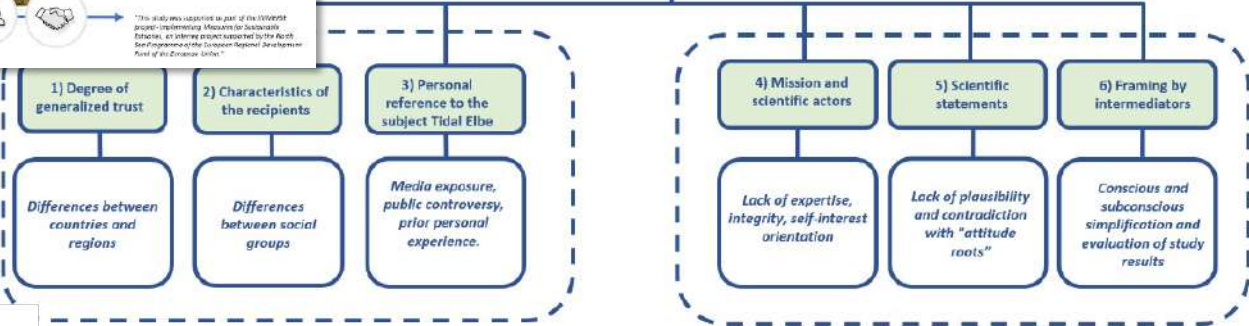 "This study was supported as part of the IMMERSE
project - Implementing Measures for Sustainable
Estuaries, an Interreg project supported by the North
Sea Programme of the European Regional Development
Fund of the European Union."
1) Degree of
generalized trust
2) Characteristics of
the recipients
3) Personal
reference to the
subject Tidal Elbe
4) Mission and
scientific actors
5) Scientific
statements
6) Framing by
intermediators
Differences between
countries and
regions
Differences
between social
groups
Media exposure,
public controversy,
prior personal
experience.
Lack of expertise,
integrity, self-interest
orientation
Lack of plausibility
and contradiction
with "attitude
roots"
Conscious and
subconscious
simplification and
evaluation of study
results